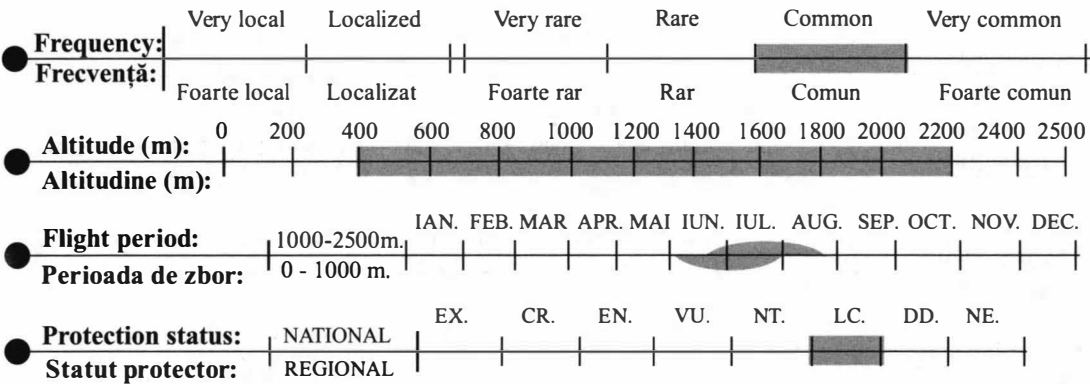 Very local Localized Very rare Rare Common Very common
Frequency:
Frecvență:
Foarte local Localizat Foarte rar Rar Comun Foarte comun
0 200 400 600 800 1000 1200 1400 1600 1800 2000 2200 2400 2500
Altitude (m):
Altitudine (m):
IAN. FEB. MAR APR. MAI IUN. IUL. AUG. SEP. OCT. NOV. DEC.
Flight period: 1000-2500m.
Perioada de zbor: 0 - 1000 m.
EX. CR. EN. VU. NT. LC. DD. NE.
Protection status: NATIONAL
Statut protector: REGIONAL